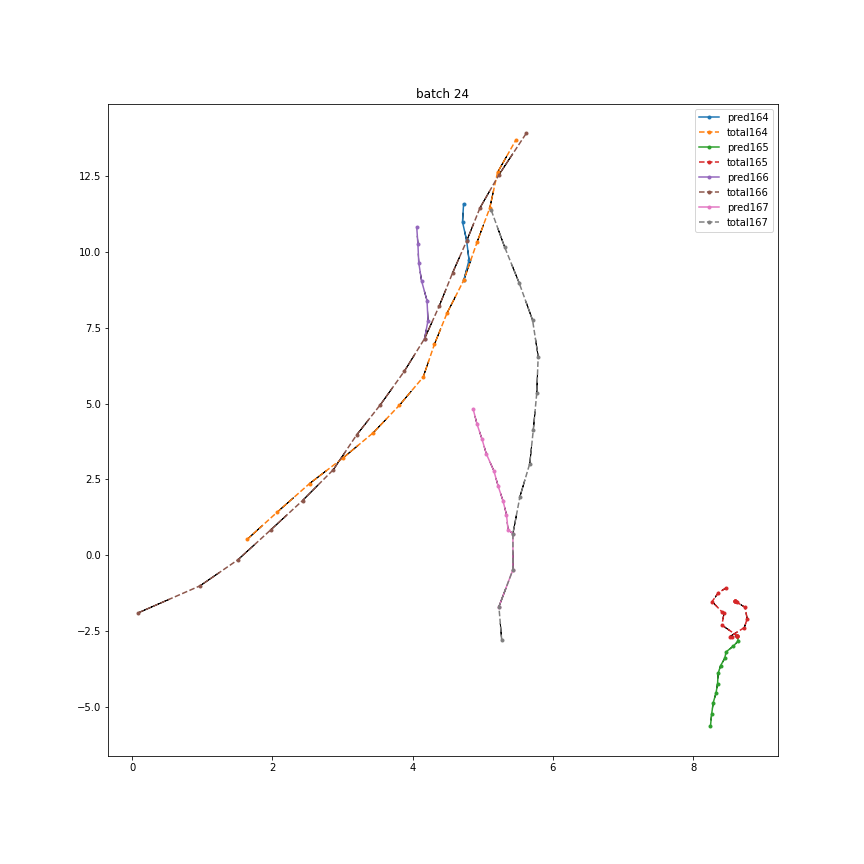 batch 24
pred164
total164
pred165
total165
pred166
total166
pred167
total167
12.5
10.0
7.5
5.0
2.5
0.0
−2.5
−5.0
0 2 4 6 8